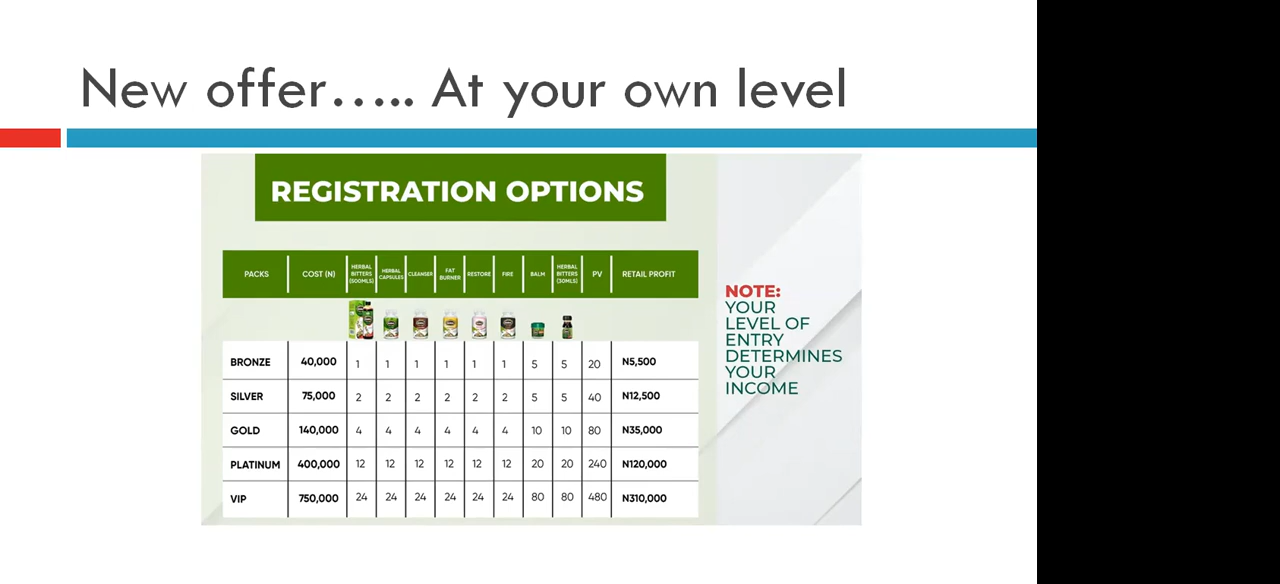 New offer..... At your own level
REGISTRATION OPTIONS
PACKS COST (N) HERBAL BITTERS (500MLS) HERBAL CAPSULES CLEANSER FAT BURNER RESTORE FIRE BALM HERBAL BITTERS (30MLS) PV RETAIL PROFIT
BRONZE 40,000 1 1 1 1 1 1 5 5 20 N5,500
SILVER 75,000 2 2 2 2 2 2 5 5 40 N12,500
GOLD 140,000 4 4 4 4 4 4 10 10 80 N35,000
PLATINUM 400,000 12 12 12 12 12 12 20 20 240 N120,000
VIP 750,000 24 24 24 24 24 24 80 80 480 N310,000
NOTE:
YOUR
LEVEL OF
ENTRY
DETERMINES
YOUR
INCOME